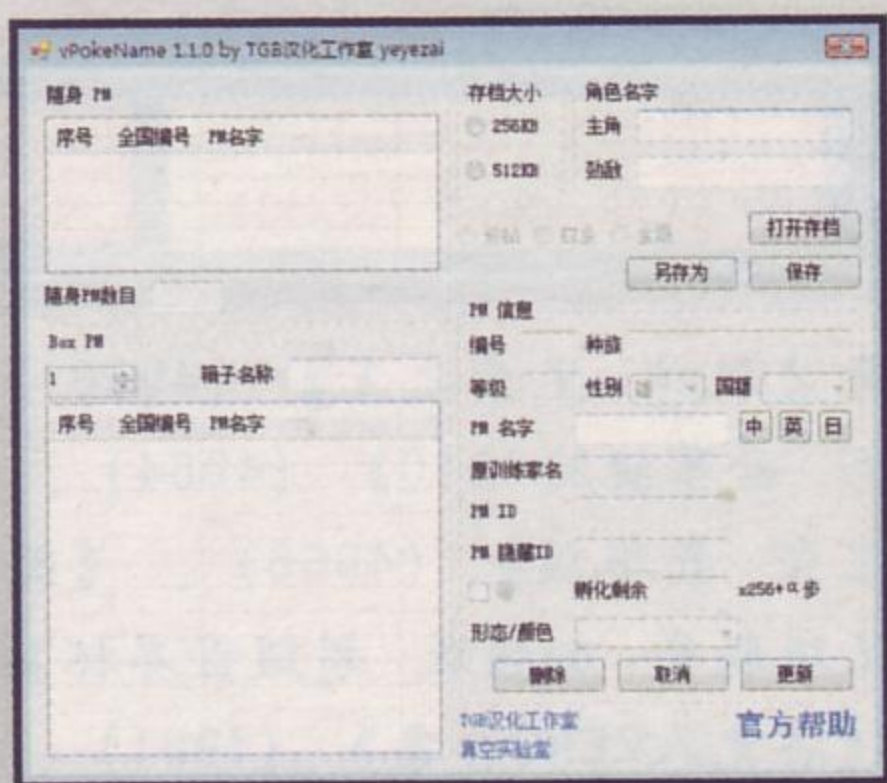 vPokeName 1.1.0 by TGB汉化工作室 yeyezai
随身 PM
序号 全国编号 PM名字
随身PM数目
Box PM
1
箱子名称
序号 全国编号 PM名字
存档大小 角色名字
256KB 主角
512KB 劲敌
打开存档
另存为 保存
PM 信息
编号 种族
等级 性别 国籍
PM 名字 中 英 日
原训练家名
PM ID
PM 隐藏ID
孵化剩余 x256+α步
形态/颜色
删除 取消 更新
TGB汉化工作室
真空实验室
官方帮助